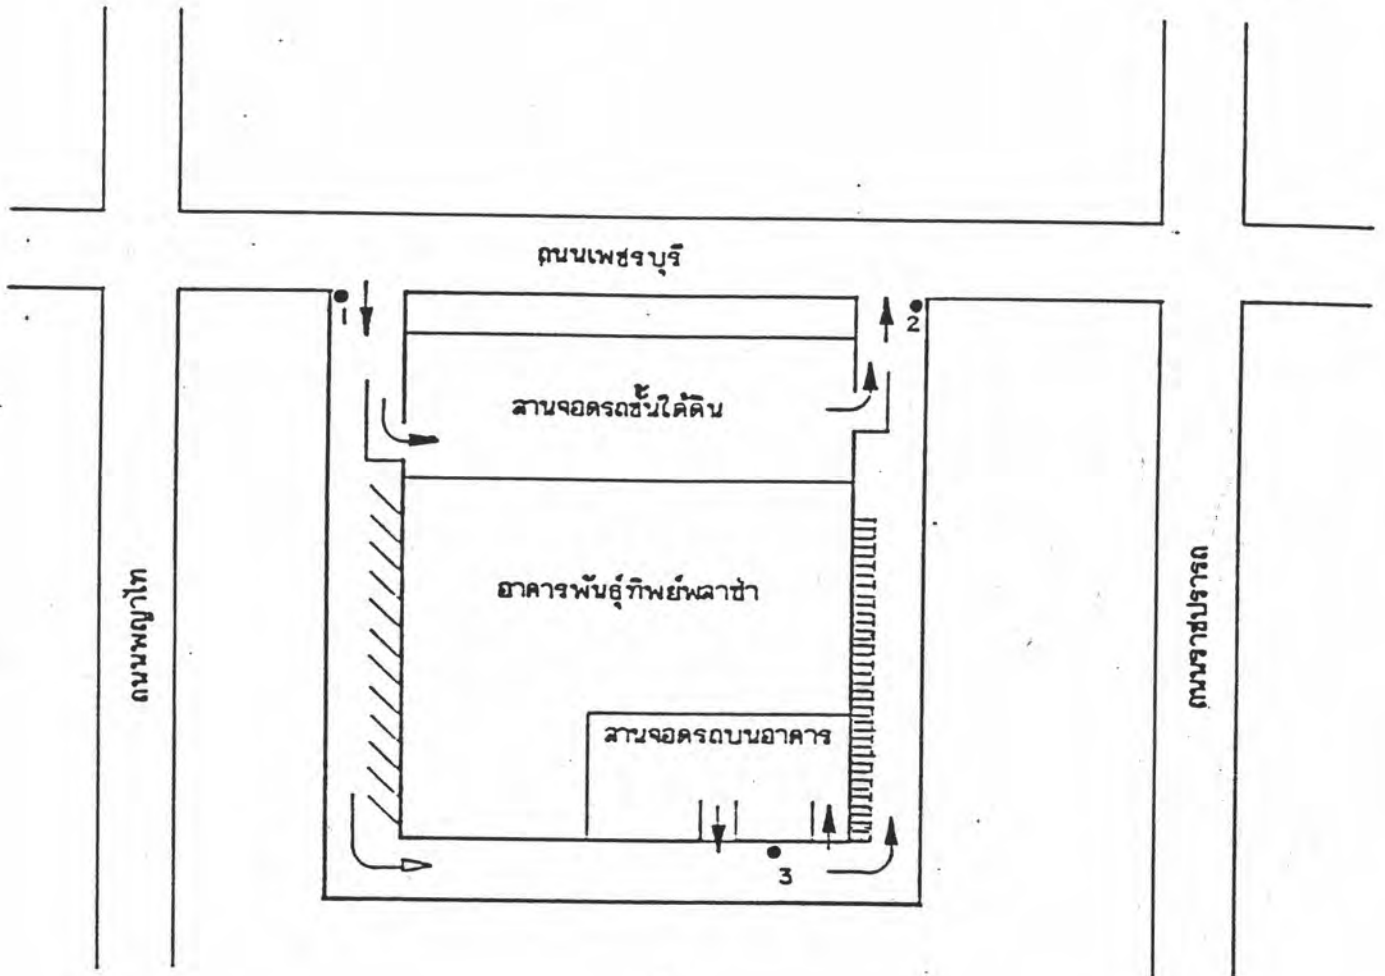 ถนนเพชรบุรี
1
2
ลานจอดรถชั้นใต้ดิน
อาคารพันธุ์ทิพย์พลาซ่า
ถนนพญาไท
ถนนราชปรารถ
ลานจอดรถบนอาคาร
3